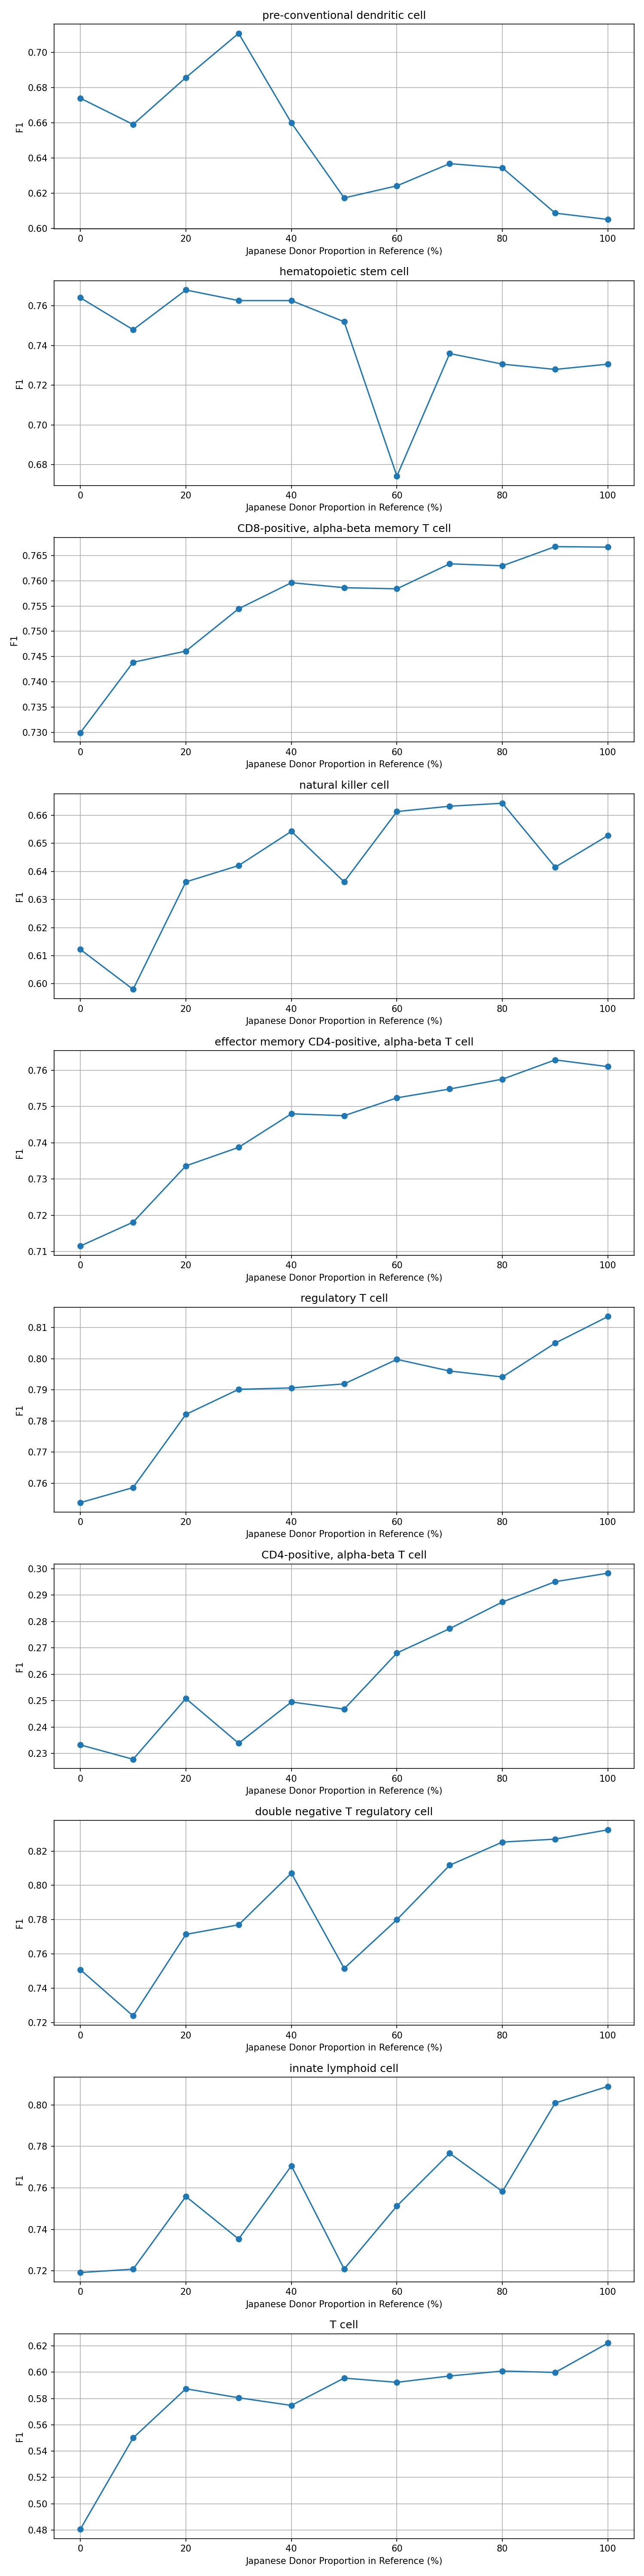 pre-conventional dendritic cell
0.70
0.68
0.66
0.64
0.62
0.60
F1
0 20 40 60 80 100
Japanese Donor Proportion in Reference (%)
hematopoietic stem cell
0.76
0.74
0.72
0.70
0.68
F1
0 20 40 60 80 100
Japanese Donor Proportion in Reference (%)
CD8-positive, alpha-beta memory T cell
0.765
0.760
0.755
0.750
0.745
0.740
0.735
0.730
F1
0 20 40 60 80 100
Japanese Donor Proportion in Reference (%)
natural killer cell
0.66
0.65
0.64
0.63
0.62
0.61
0.60
F1
0 20 40 60 80 100
Japanese Donor Proportion in Reference (%)
effector memory CD4-positive, alpha-beta T cell
0.76
0.75
0.74
0.73
0.72
0.71
F1
0 20 40 60 80 100
Japanese Donor Proportion in Reference (%)
regulatory T cell
0.81
0.80
0.79
0.78
0.77
0.76
F1
0 20 40 60 80 100
Japanese Donor Proportion in Reference (%)
CD4-positive, alpha-beta T cell
0.30
0.29
0.28
0.27
0.26
0.25
0.24
0.23
F1
0 20 40 60 80 100
Japanese Donor Proportion in Reference (%)
double negative T regulatory cell
0.82
0.80
0.78
0.76
0.74
0.72
F1
0 20 40 60 80 100
Japanese Donor Proportion in Reference (%)
innate lymphoid cell
0.80
0.78
0.76
0.74
0.72
F1
0 20 40 60 80 100
Japanese Donor Proportion in Reference (%)
T cell
0.62
0.60
0.58
0.56
0.54
0.52
0.50
0.48
F1
0 20 40 60 80 100
Japanese Donor Proportion in Reference (%)